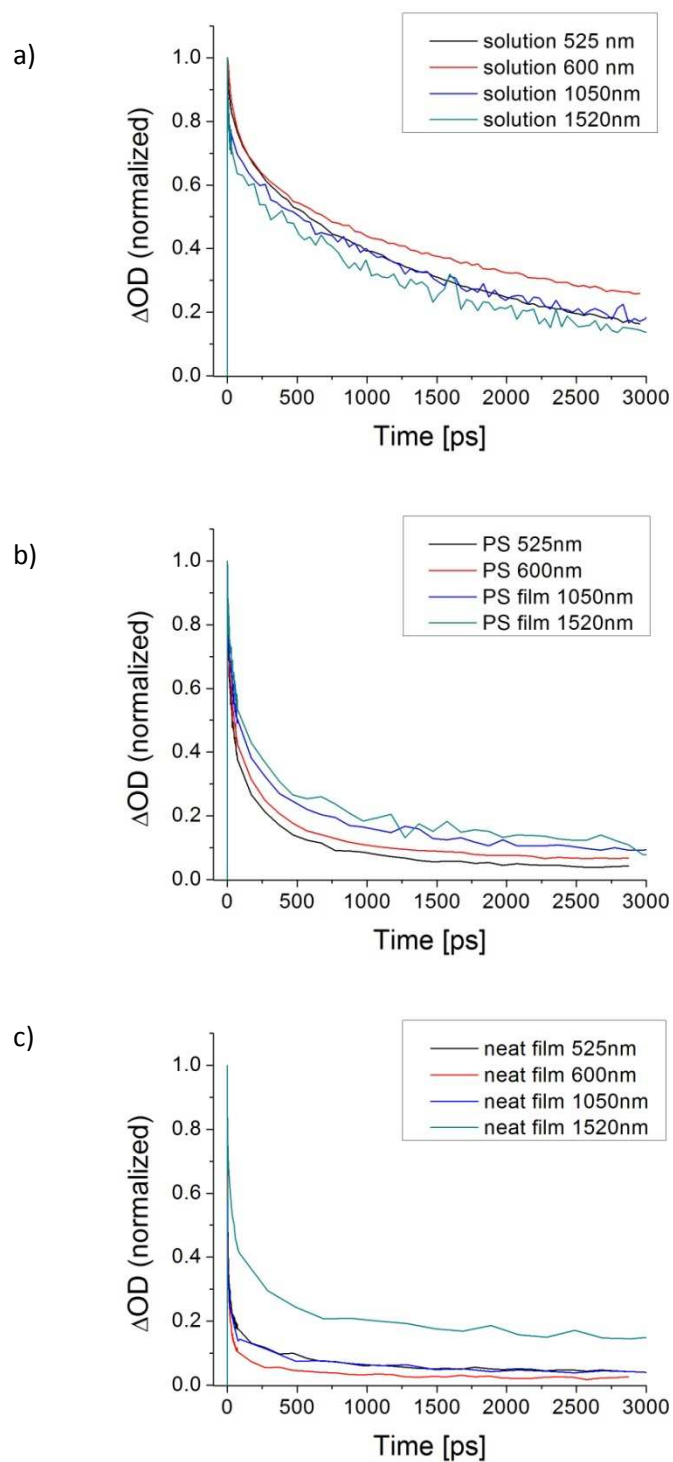 a)
solution 525 nm
solution 600 nm
solution 1050nm
solution 1520nm
1.0
0.8
0.6
0.4
0.2
0.0
ΔOD (normalized)
0 500 1000 1500 2000 2500 3000
Time [ps]
b)
PS 525nm
PS 600nm
PS film 1050nm
PS film 1520nm
1.0
0.8
0.6
0.4
0.2
0.0
ΔOD (normalized)
0 500 1000 1500 2000 2500 3000
Time [ps]
c)
neat film 525nm
neat film 600nm
neat film 1050nm
neat film 1520nm
1.0
0.8
0.6
0.4
0.2
0.0
ΔOD (normalized)
0 500 1000 1500 2000 2500 3000
Time [ps]